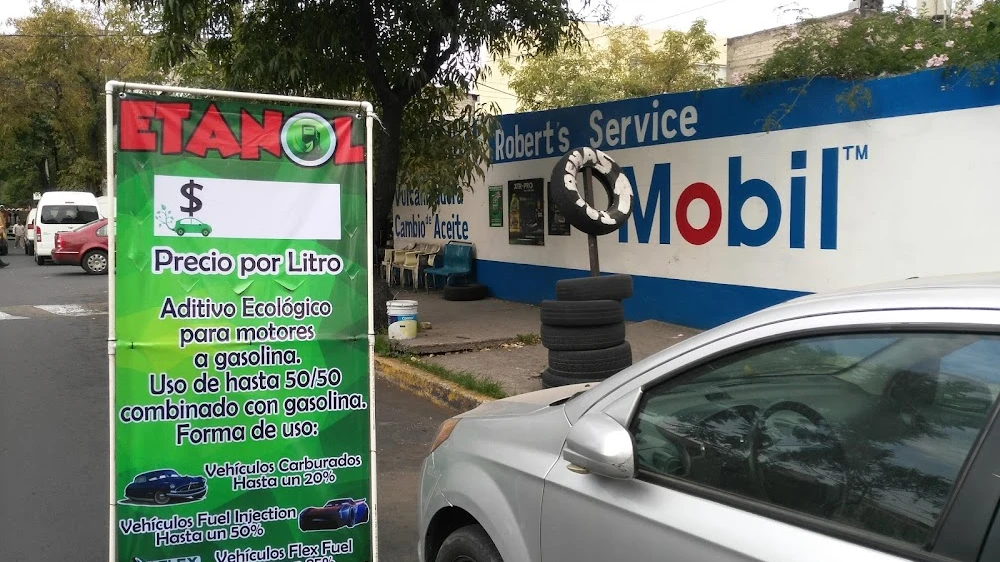 ETANOL
$
Precio por Litro
Aditivo Ecológico
para motores
a gasolina.
Uso de hasta 50/50
combinado con gasolina.
Forma de uso:
Vehículos Carburados
Hasta un 20%
Vehículos Fuel Injection
Hasta un 50%
Vehículos Flex Fuel
Robert's Service
Mobil™
Cambio de Aceite